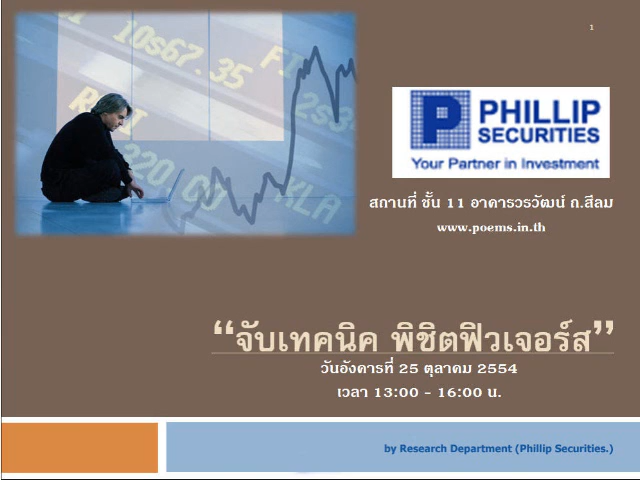 1
10s67.35
PHILLIP
SECURITIES
Your Partner in Investment
KLA
สถานที่ ชั้น 11 อาคารวรวัฒน์ ถ.สีลม
www.poems.in.th
“จับเทคนิค พิชิตฟิวเจอร์ส”
วันอังคารที่ 25 ตุลาคม 2554
เวลา 13:00 - 16:00 น.
by Research Department (Phillip Securities.)